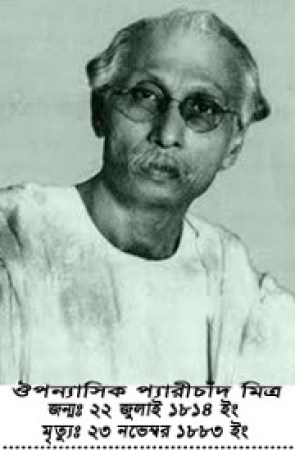 ঔপন্যাসিক প্যারীচাঁদ মিত্র
জন্মঃ ২২ জুলাই ১৮১৪ ইং
মৃত্যুঃ ২৩ নভেম্বর ১৮৮৩ ইং